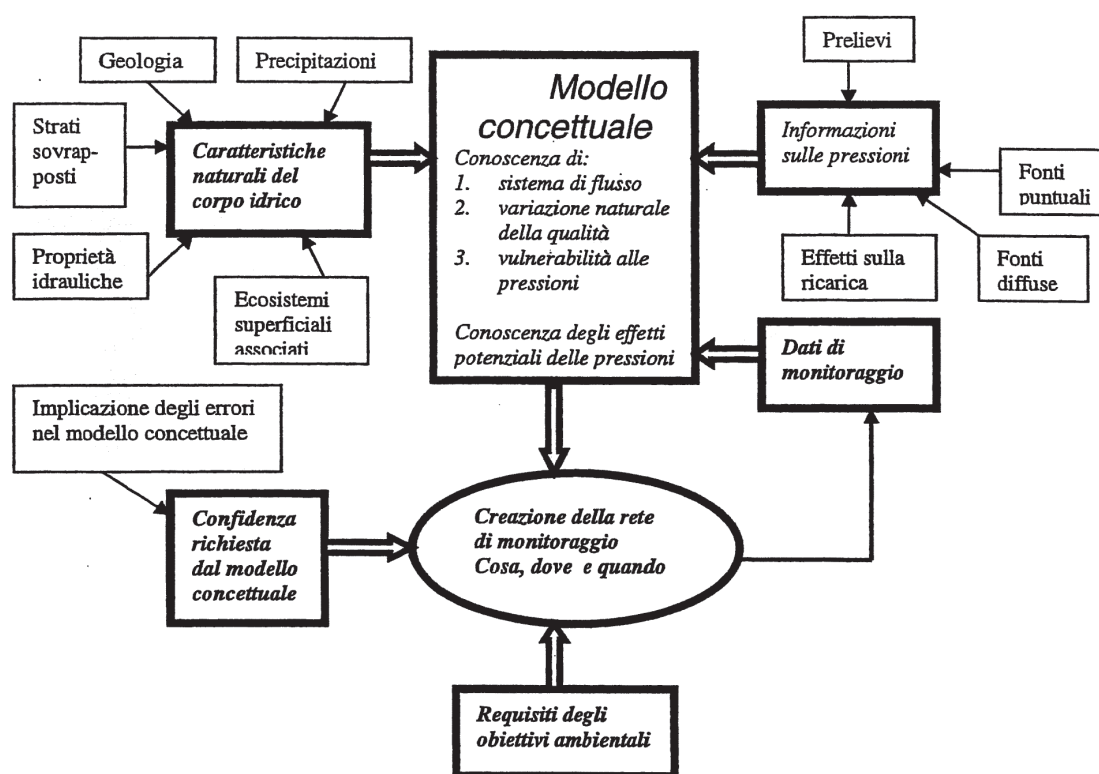 Geologia
Precipitazioni
Prelievi
Strati
sovrap-
posti
Caratteristiche
naturali del
corpo idrico
Proprietà
idrauliche
Ecosistemi
superficiali
associati
Modello
concettuale
Conoscenza di:
1. sistema di flusso
2. variazione naturale
della qualità
3. vulnerabilità alle
pressioni
Conoscenza degli effetti
potenziali delle pressioni
Informazioni
sulle pressioni
Fonti
puntuali
Effetti sulla
ricarica
Fonti
diffuse
Dati di
monitoraggio
Implicazione degli errori
nel modello concettuale
Confidenza
richiesta
dal modello
concettuale
Creazione della rete
di monitoraggio
Cosa, dove e quando
Requisiti degli
obiettivi ambientali